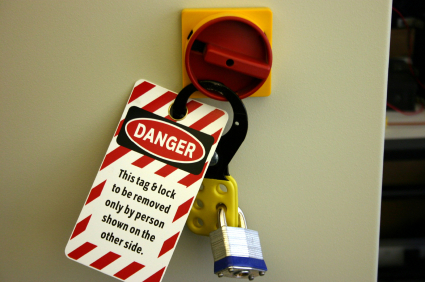 DANGER
This tag & lock
to be removed
only by person
shown on the
other side.